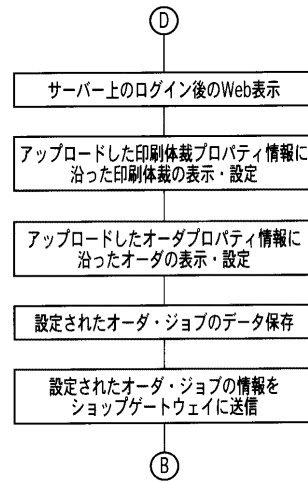 D
サーバー上のログイン後のWeb表示
アップロードした印刷体裁プロパティ情報に
沿った印刷体裁の表示・設定
アップロードしたオーダプロパティ情報に
沿ったオーダの表示・設定
設定されたオーダ・ジョブのデータ保存
設定されたオーダ・ジョブの情報を
ショップゲートウェイに送信
B